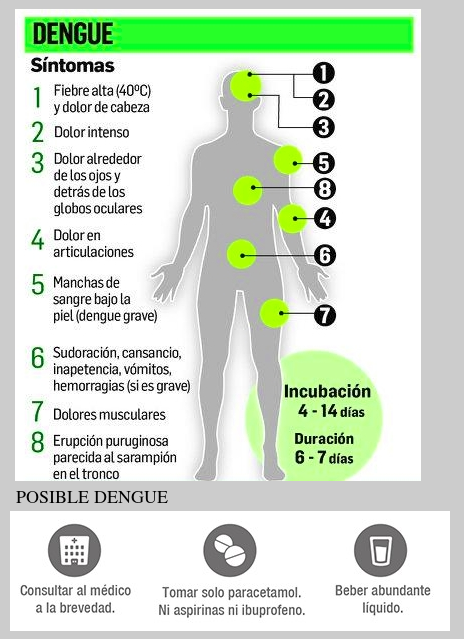 DENGUE
Síntomas
1 Fiebre alta (40ºC)
y dolor de cabeza
2 Dolor intenso
3 Dolor alrededor
de los ojos y
detrás de los
globos oculares
4 Dolor en
articulaciones
5 Manchas de
sangre bajo la
piel (dengue grave)
6 Sudoración, cansancio,
inapetencia, vómitos,
hemorragias (si es grave)
7 Dolores musculares
8 Erupción puruginosa
parecida al sarampión
en el tronco
1
2
3
5
8
4
6
7
Incubación
4 - 14 días
Duración
6 - 7 días
POSIBLE DENGUE
Consultar al médico
a la brevedad.
Tomar solo paracetamol.
Ni aspirinas ni ibuprofeno.
Beber abundante
líquido.